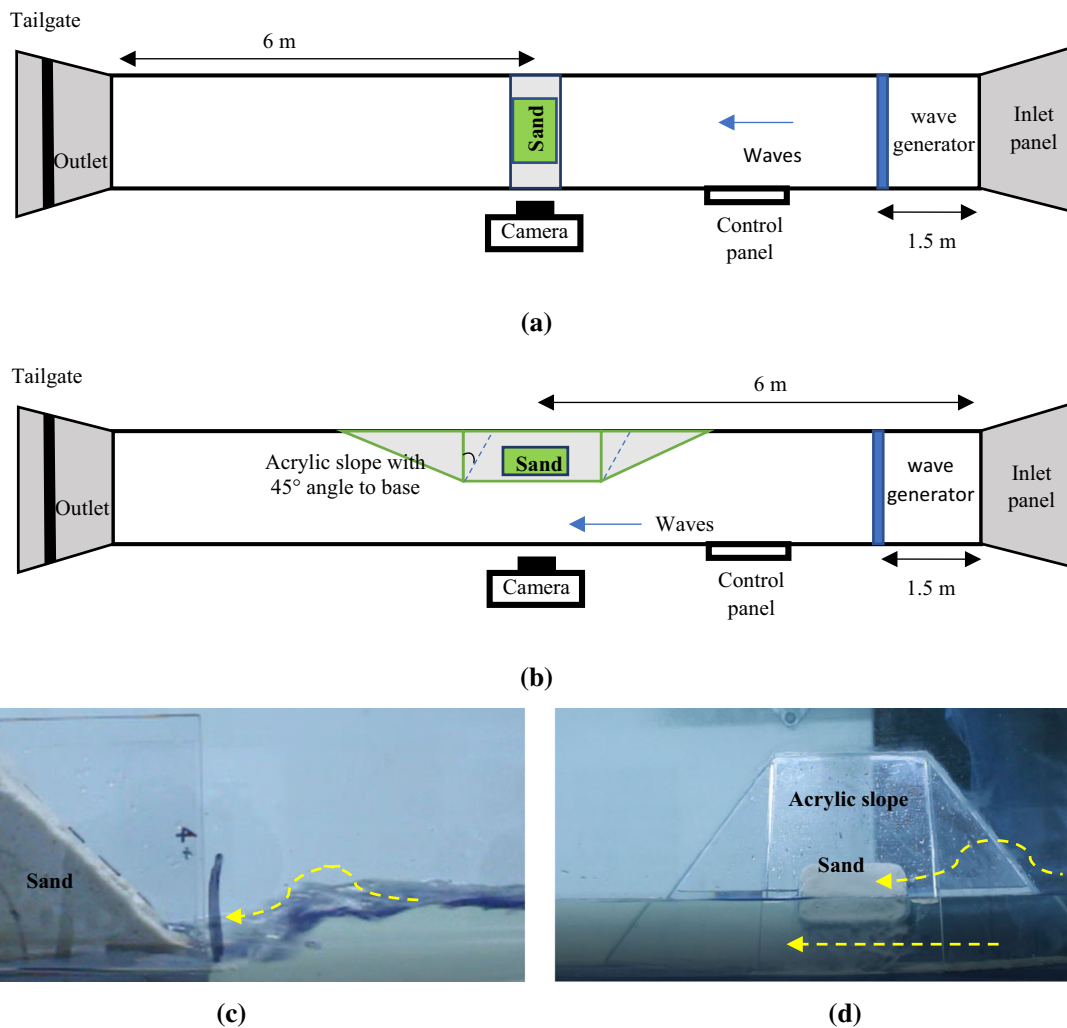 Tailgate
6 m
Sand
wave
generator
Inlet
panel
Outlet
Waves
Camera
Control
panel
1.5 m
(a)
Tailgate
6 m
Acrylic slope with
45° angle to base
Sand
wave
generator
Inlet
panel
Outlet
Waves
Camera
Control
panel
1.5 m
(b)
4
Sand
(c)
Acrylic slope
Sand
(d)